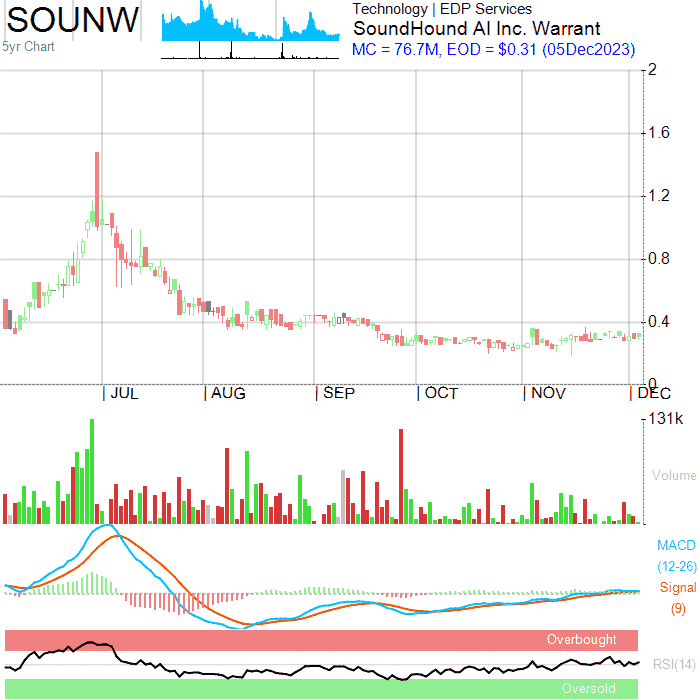 SOUNW
5yr Chart
Technology | EDP Services
SoundHound AI Inc. Warrant
MC = 76.7M, EOD = $0.31 (05Dec2023)
2
1.6
1.2
0.8
0.4
0
JUL AUG SEP OCT NOV DEC
131k
Volume
MACD
(12-26)
Signal
(9)
Overbought
RSI(14)
Oversold